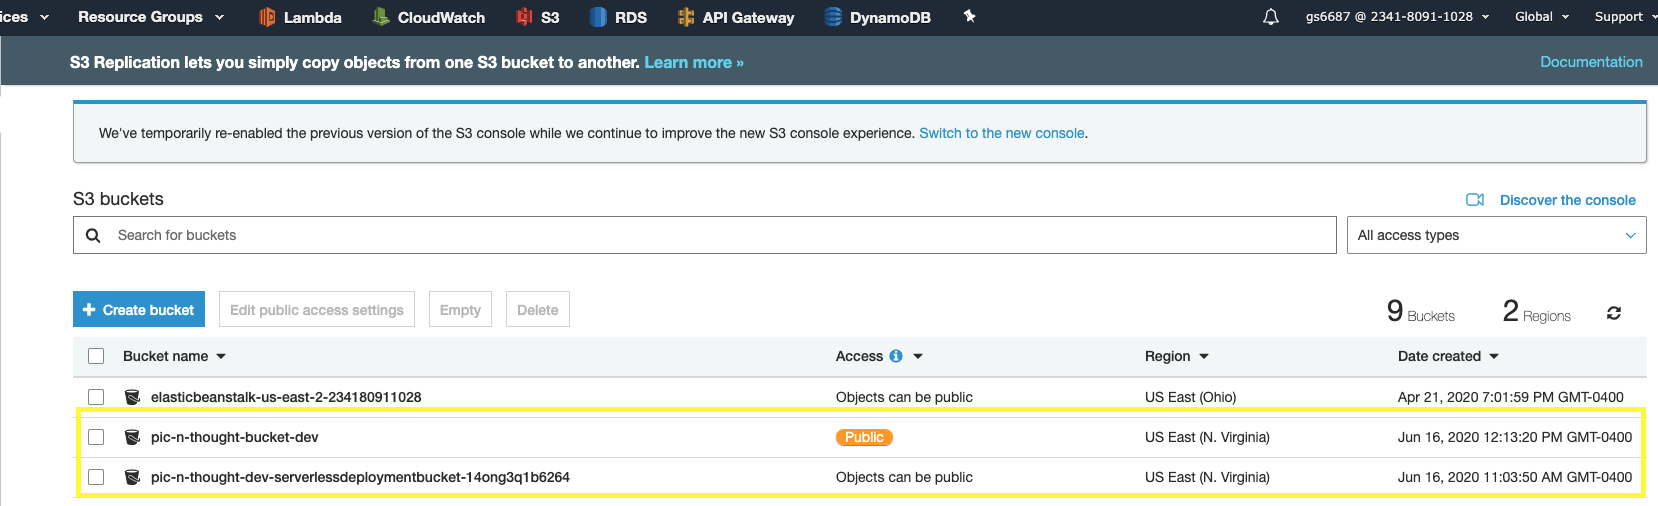 ices Resource Groups Lambda CloudWatch S3 RDS API Gateway DynamoDB gs6687 @ 2341-8091-1028 Global Support
S3 Replication lets you simply copy objects from one S3 bucket to another. Learn more » Documentation
We've temporarily re-enabled the previous version of the S3 console while we continue to improve the new S3 console experience. Switch to the new console.
S3 buckets Discover the console
Search for buckets All access types
+ Create bucket Edit public access settings Empty Delete 9 Buckets 2 Regions
Bucket name Access Region Date created
elasticbeanstalk-us-east-2-234180911028 Objects can be public US East (Ohio) Apr 21, 2020 7:01:59 PM GMT-0400
pic-n-thought-bucket-dev Public US East (N. Virginia) Jun 16, 2020 12:13:20 PM GMT-0400
pic-n-thought-dev-serverlessdeploymentbucket-14ong3q1b6264 Objects can be public US East (N. Virginia) Jun 16, 2020 11:03:50 AM GMT-0400